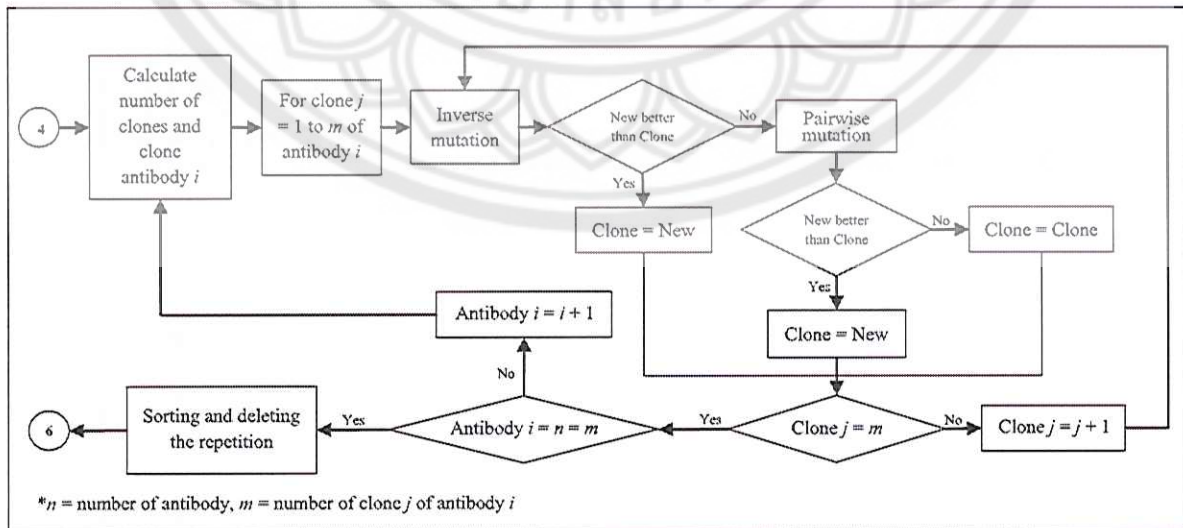 4
Calculate
number of
clones and
clone
antibody i
For clone j
= 1 to m of
antibody i
Inverse
mutation
New better
than Clone
No
Pairwise
mutation
Yes
Clone = New
New better
than Clone
No
Clone = Clone
Yes
Clone = New
Antibody i = i + 1
No
6
Sorting and deleting
the repetition
Yes
Antibody i = n = m
Yes
Clone j = m
No
Clone j = j + 1
*n = number of antibody, m = number of clone j of antibody i